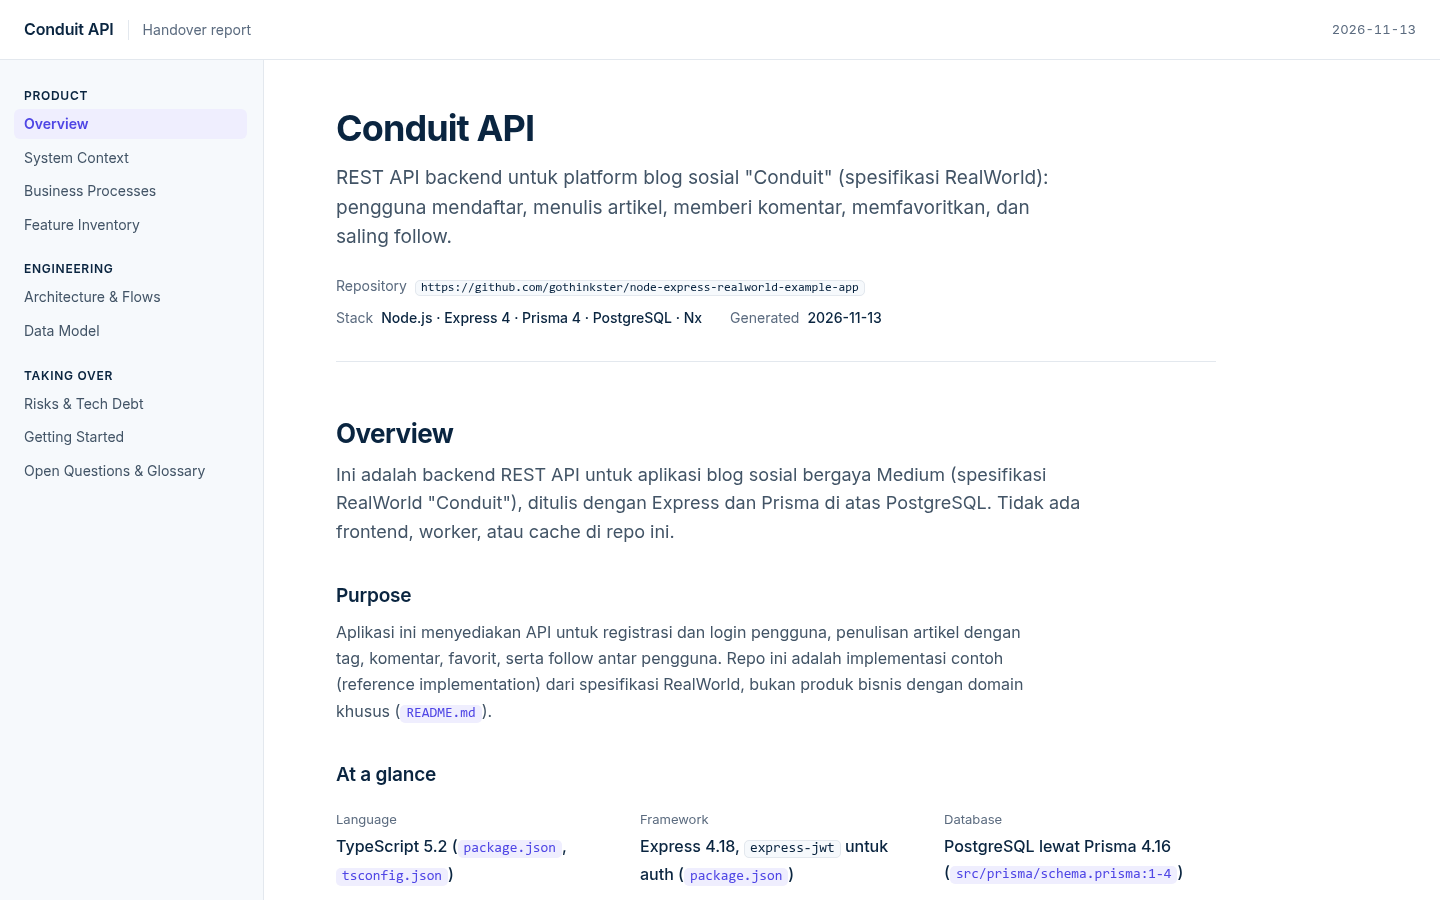 Conduit API
Handover report
2026-11-13
PRODUCT
Overview
System Context
Business Processes
Feature Inventory
ENGINEERING
Architecture & Flows
Data Model
TAKING OVER
Risks & Tech Debt
Getting Started
Open Questions & Glossary
Conduit API
REST API backend untuk platform blog sosial "Conduit" (spesifikasi RealWorld):
pengguna mendaftar, menulis artikel, memberi komentar, memfavoritkan, dan
saling follow.
Repository https://github.com/gothinkster/node-express-realworld-example-app
Stack Node.js · Express 4 · Prisma 4 · PostgreSQL · Nx Generated 2026-11-13
Overview
Ini adalah backend REST API untuk aplikasi blog sosial bergaya Medium (spesifikasi
RealWorld "Conduit"), ditulis dengan Express dan Prisma di atas PostgreSQL. Tidak ada
frontend, worker, atau cache di repo ini.
Purpose
Aplikasi ini menyediakan API untuk registrasi dan login pengguna, penulisan artikel dengan
tag, komentar, favorit, serta follow antar pengguna. Repo ini adalah implementasi contoh
(reference implementation) dari spesifikasi RealWorld, bukan produk bisnis dengan domain
khusus (README.md).
At a glance
Language
TypeScript 5.2 (package.json,
tsconfig.json)
Framework
Express 4.18, express-jwt untuk
auth (package.json)
Database
PostgreSQL lewat Prisma 4.16
(src/prisma/schema.prisma:1-4)